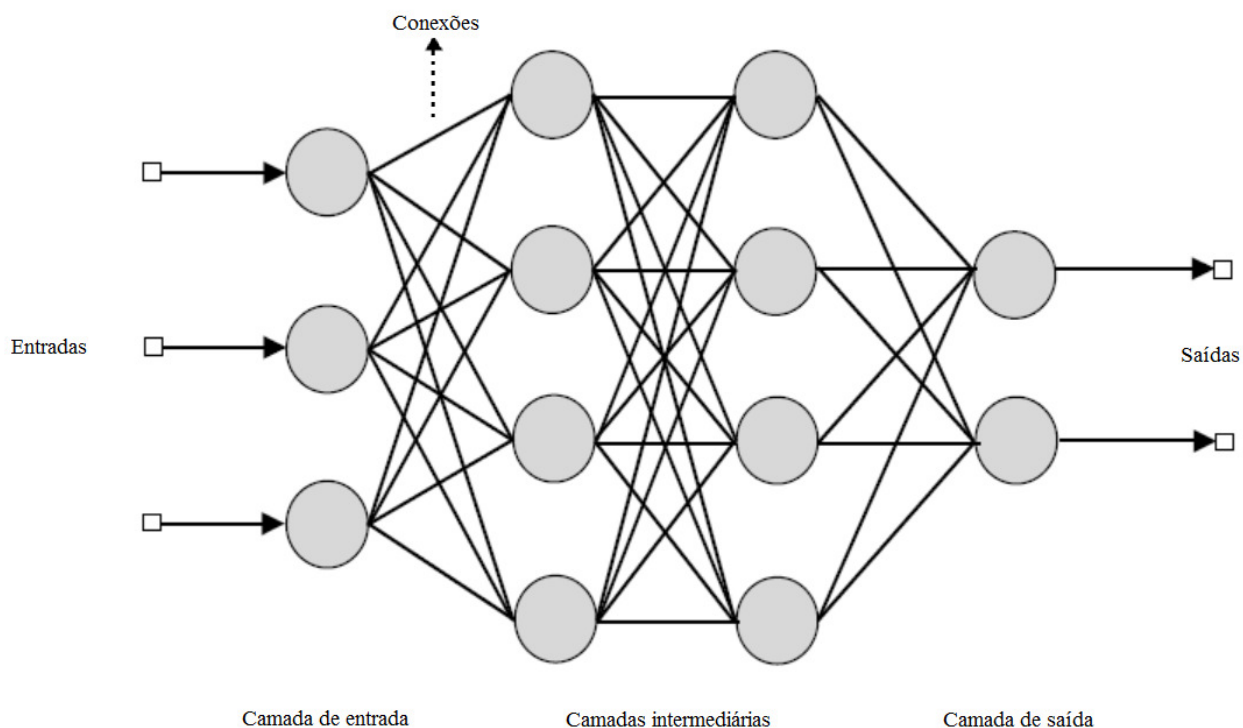 Conexões
Entradas
Saídas
Camada de entrada
Camadas intermediárias
Camada de saída